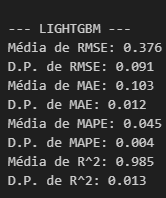 --- LIGHTGBM ---
Média de RMSE: 0.376
D.P. de RMSE: 0.091
Média de MAE: 0.103
D.P. de MAE: 0.012
Média de MAPE: 0.045
D.P. de MAPE: 0.004
Média de R^2: 0.985
D.P. de R^2: 0.013